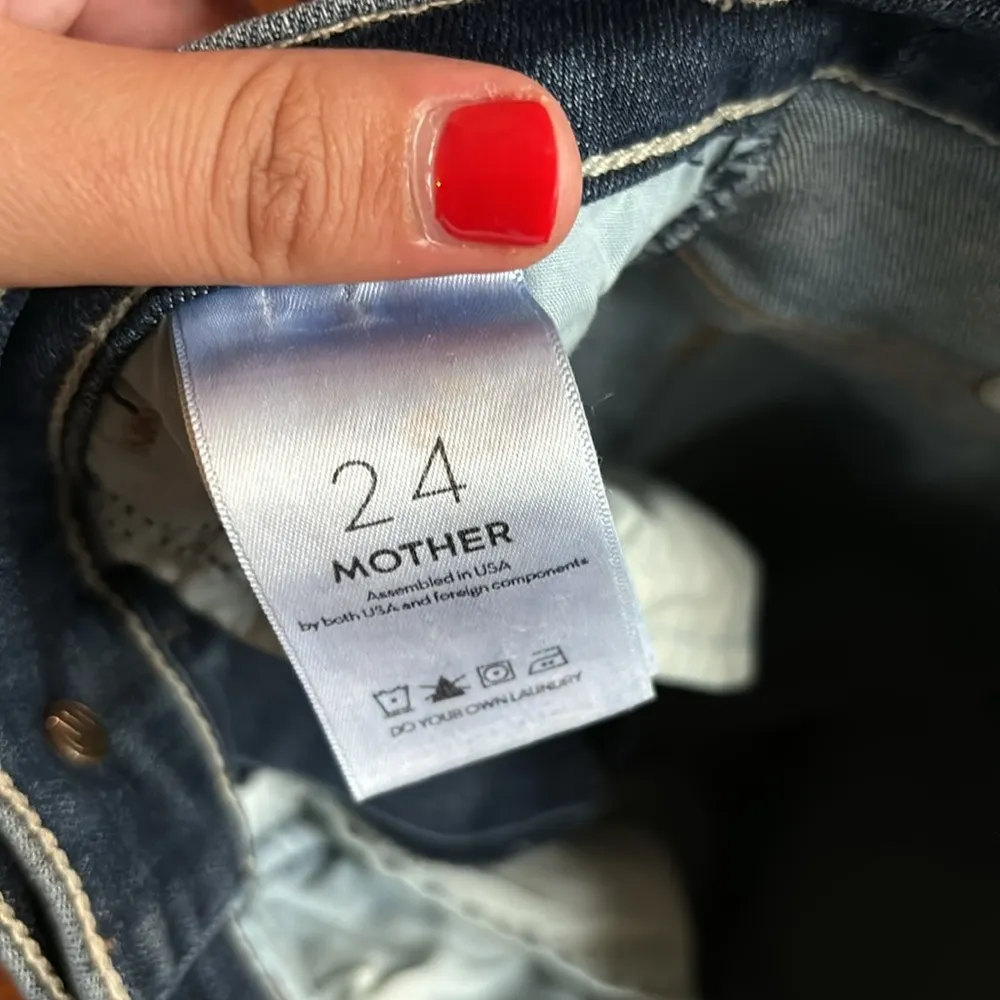 24
MOTHER
Assembled in USA
by both USA and foreign components
DO YOUR OWN LAUNDRY